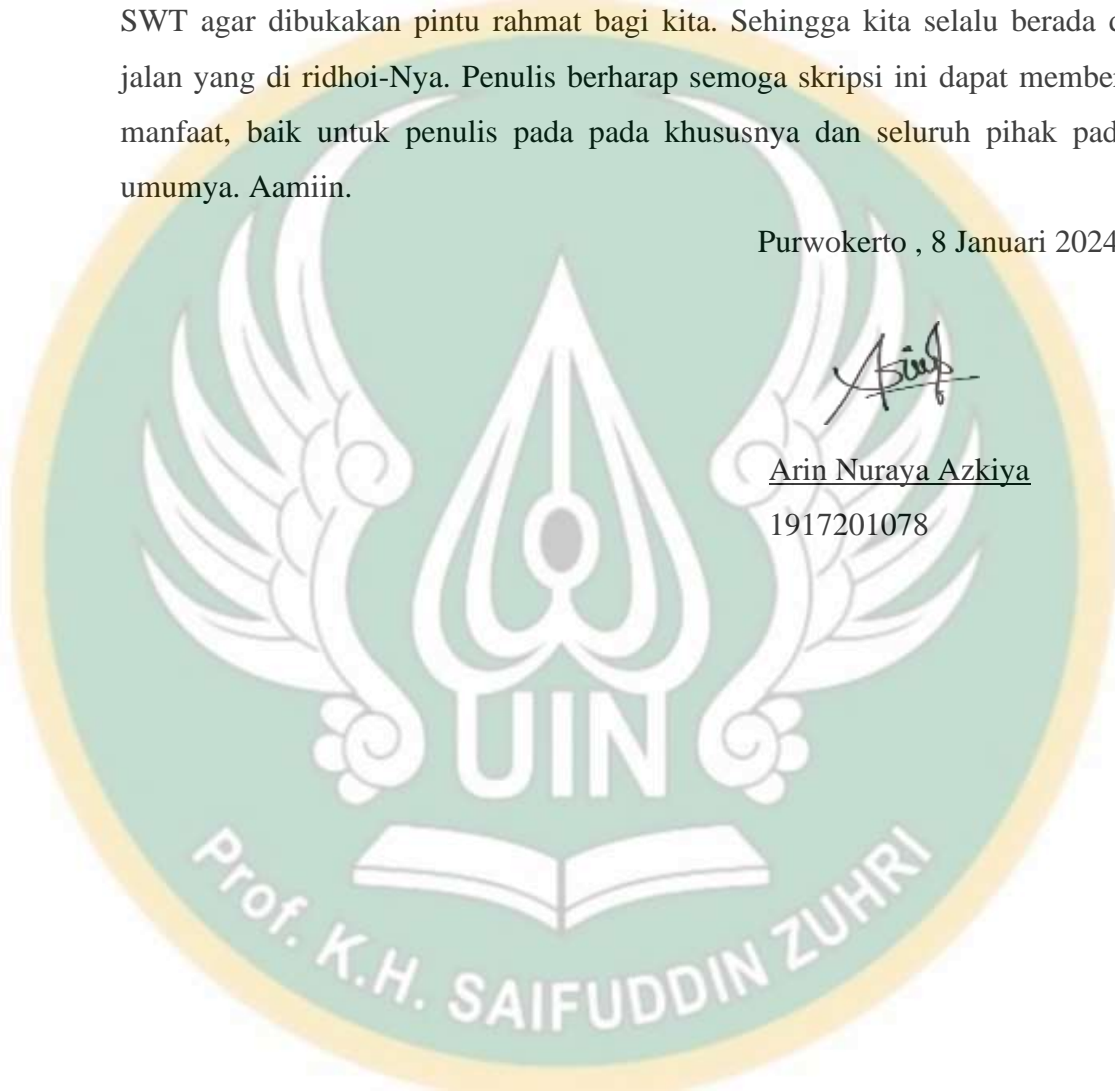 SWT agar dibukakan pintu rahmat bagi kita. Sehingga kita selalu berada
jalan yang di ridhoi-Nya. Penulis berharap semoga skripsi ini dapat
manfaat, baik untuk penulis pada pada khususnya dan seluruh pihak
umumya. Aamiin.
Purwokerto , 8 Januari 2024
Arin Nuraya Azkiya
1917201078
UIN
Prof. K.H. SAIFUDDIN ZUHRI